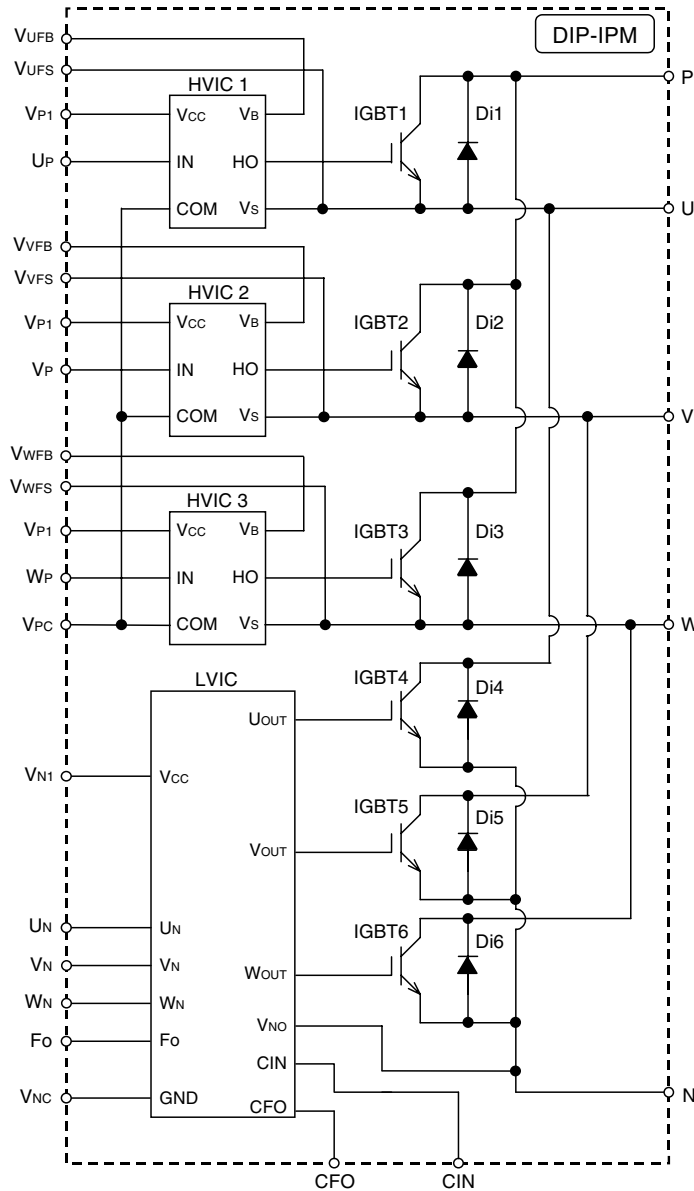 DIP-IPM
VUFB
VUFS
HVIC 1
VP1
VCC
VB
IGBT1
Di1
P
UP
IN
HO
COM
VS
U
VVFB
VVFS
HVIC 2
VP1
VCC
VB
IGBT2
Di2
VP
IN
HO
COM
VS
V
VWFB
VWFS
HVIC 3
VP1
VCC
VB
IGBT3
Di3
WP
IN
HO
VPC
COM
VS
W
LVIC
IGBT4
Di4
UOUT
VN1
VCC
IGBT5
Di5
VOUT
UN
UN
IGBT6
Di6
VN
VN
WOUT
WN
WN
VNO
Fo
Fo
CIN
VNC
GND
CFO
N
CFO
CIN